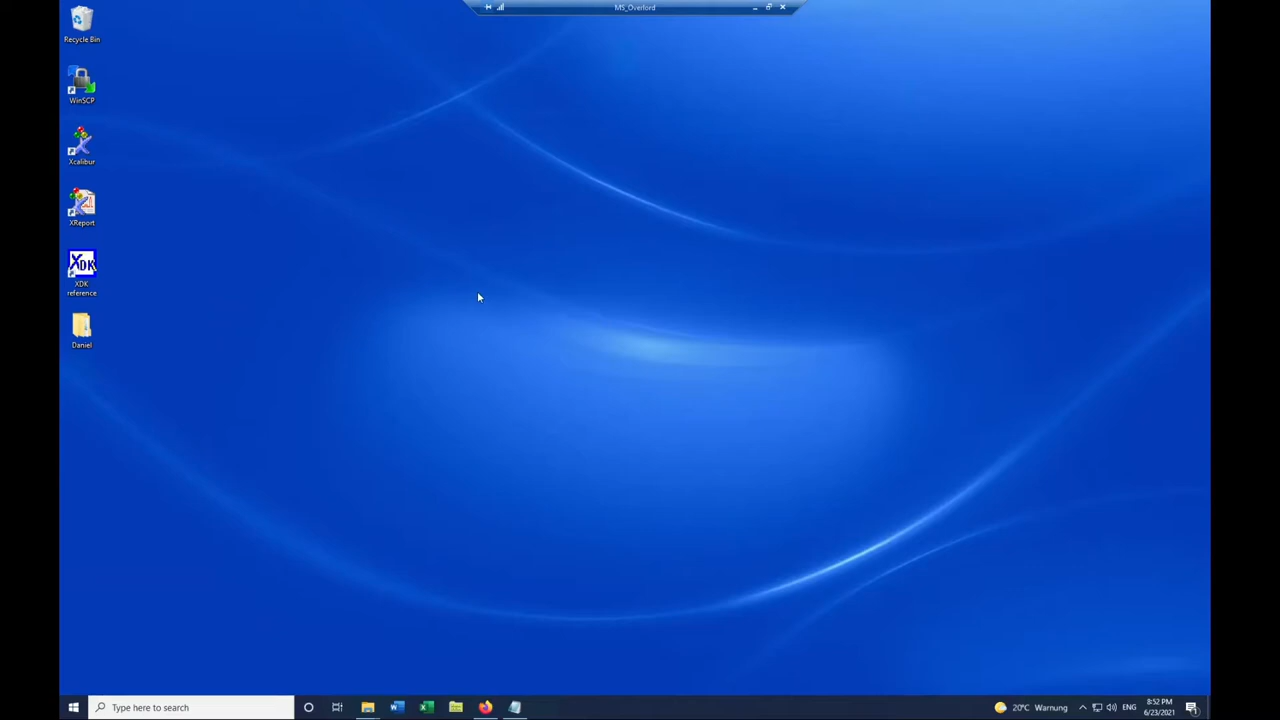 MS_Overlord
Recycle Bin
WinSCP
Xcalibur
XReport
XDK
XDK
reference
Daniel
Type here to search
20°C Warnung
ENG
8:52 PM
6/23/2021